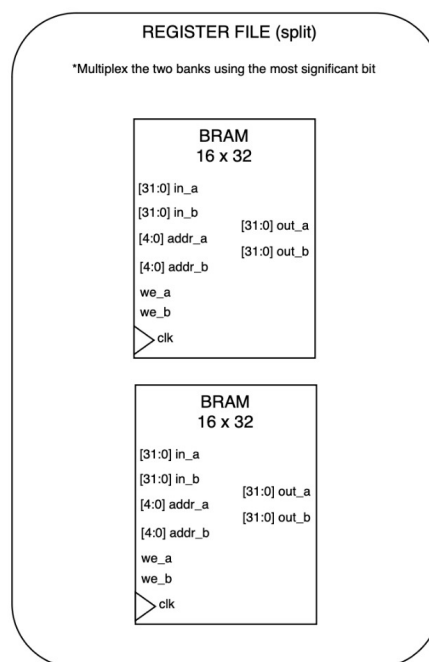 REGISTER FILE (split)
*Multiplex the two banks using the most significant bit
BRAM
16 x 32
[31:0] in_a
[31:0] in_b
[31:0] out_a
[4:0] addr_a
[31:0] out_b
[4:0] addr_b
we_a
we_b
clk
BRAM
16 x 32
[31:0] in_a
[31:0] in_b
[31:0] out_a
[4:0] addr_a
[31:0] out_b
[4:0] addr_b
we_a
we_b
clk